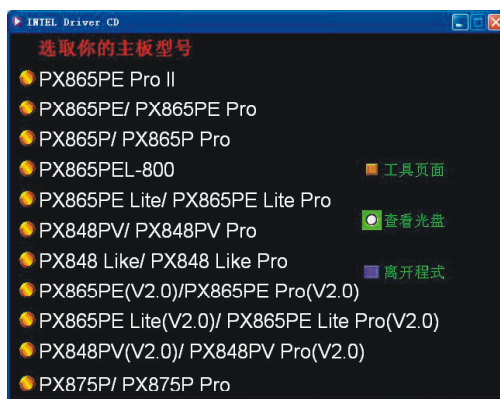 INTEL Driver CD
选取你的主板型号
PX865PE Pro II
PX865PE/ PX865PE Pro
PX865P/ PX865P Pro
PX865PEL-800
工具页面
PX865PE Lite/ PX865PE Lite Pro
查看光盘
PX848PV/ PX848PV Pro
PX848 Like/ PX848 Like Pro
离开程式
PX865PE(V2.0)/PX865PE Pro(V2.0)
PX865PE Lite(V2.0)/ PX865PE Lite Pro(V2.0)
PX848PV(V2.0)/ PX848PV Pro(V2.0)
PX875P/ PX875P Pro